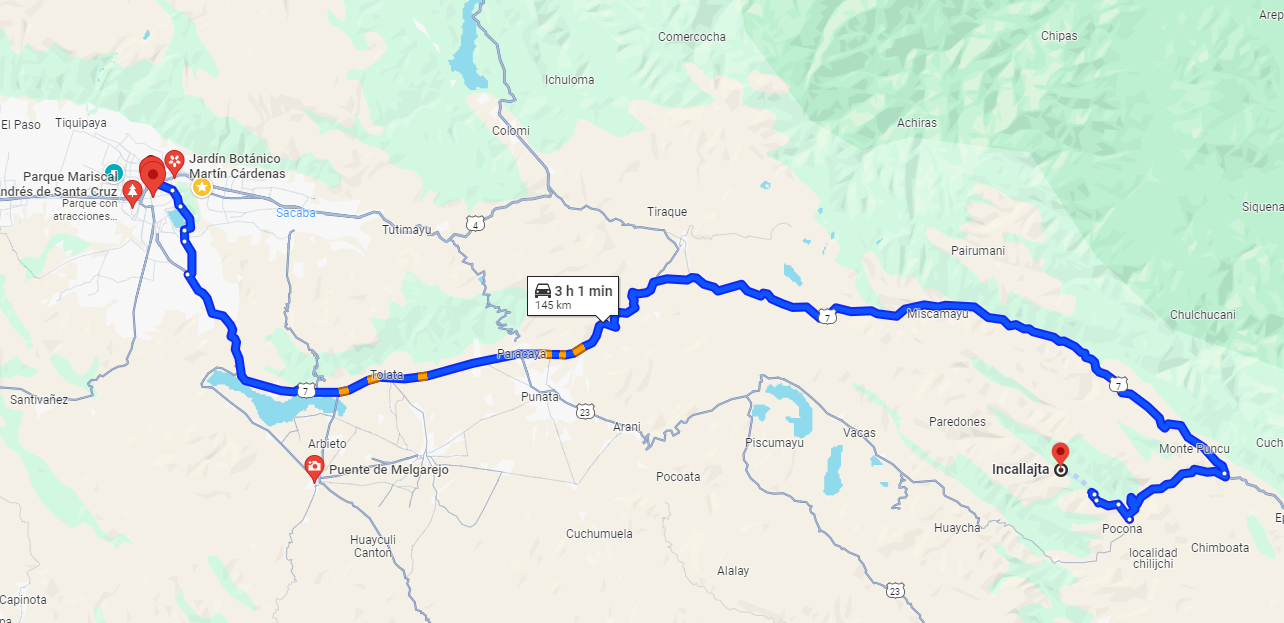 Arep
Comercocha
Chipas
Ichuloma
El Paso
Tiquipaya
Achiras
Colomi
Jardín Botánico
Martín Cárdenas
Parque Mariscal
ndrés de Santa Cruz
Parque con
atracciones...
Sacaba
Tiraque
Siquena
4
Tutimayu
Pairumani
3 h 1 min
145 km
7
Miscamayu
Chulchucani
Paracaya
Tolata
7
7
Santivañez
Punata
23
Arani
Paredones
Arbieto
Piscumayu
Vacas
Cuch
Monte Puncu
Puente de Melgarejo
Incallajta
Pocoata
Ep
Huaycha
Pocona
Cuchumuela
Huayculi
Canton
Chimboata
localidad
chilijchi
Alalay
23
Capinota
pa